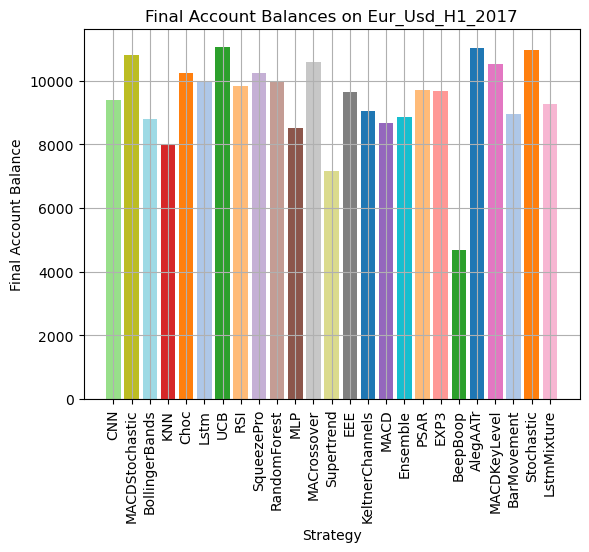 Final Account Balances on Eur_Usd_H1_2017
Final Account Balance
10000
8000
6000
4000
2000
0
CNN
MACDStochastic
BollingerBands
KNN
Choc
Lstm
UCB
RSI
SqueezePro
RandomForest
MLP
MACrossover
Supertrend
EEE
KeltnerChannels
MACD
Ensemble
PSAR
EXP3
BeepBoop
AlegAATr
MACDKeyLevel
BarMovement
Stochastic
LstmMixture
Strategy